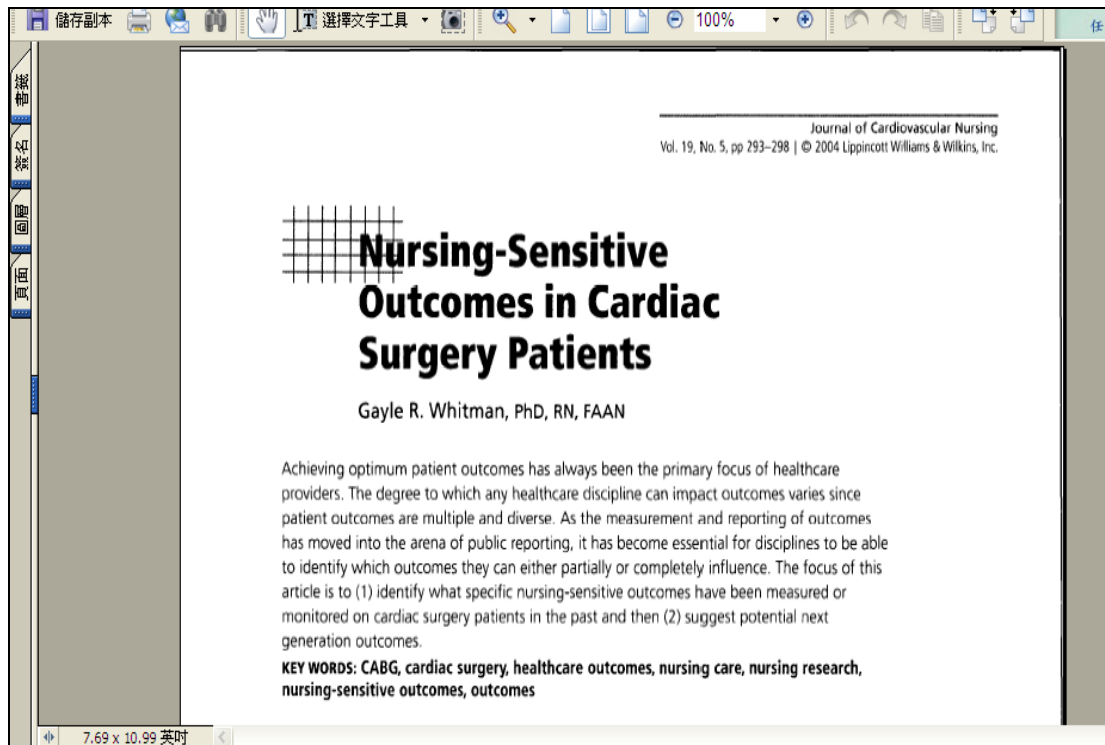 儲存副本 選擇文字工具 100% 任
書籤
簽名
圖層
頁面
Journal of Cardiovascular Nursing
Vol. 19, No. 5, pp 293–298 | © 2004 Lippincott Williams & Wilkins, Inc.
Nursing-Sensitive
Outcomes in Cardiac
Surgery Patients
Gayle R. Whitman, PhD, RN, FAAN
Achieving optimum patient outcomes has always been the primary focus of healthcare
providers. The degree to which any healthcare discipline can impact outcomes varies since
patient outcomes are multiple and diverse. As the measurement and reporting of outcomes
has moved into the arena of public reporting, it has become essential for disciplines to be able
to identify which outcomes they can either partially or completely influence. The focus of this
article is to (1) identify what specific nursing-sensitive outcomes have been measured or
monitored on cardiac surgery patients in the past and then (2) suggest potential next
generation outcomes.
KEY WORDS: CABG, cardiac surgery, healthcare outcomes, nursing care, nursing research,
nursing-sensitive outcomes, outcomes
7.69 x 10.99 英吋